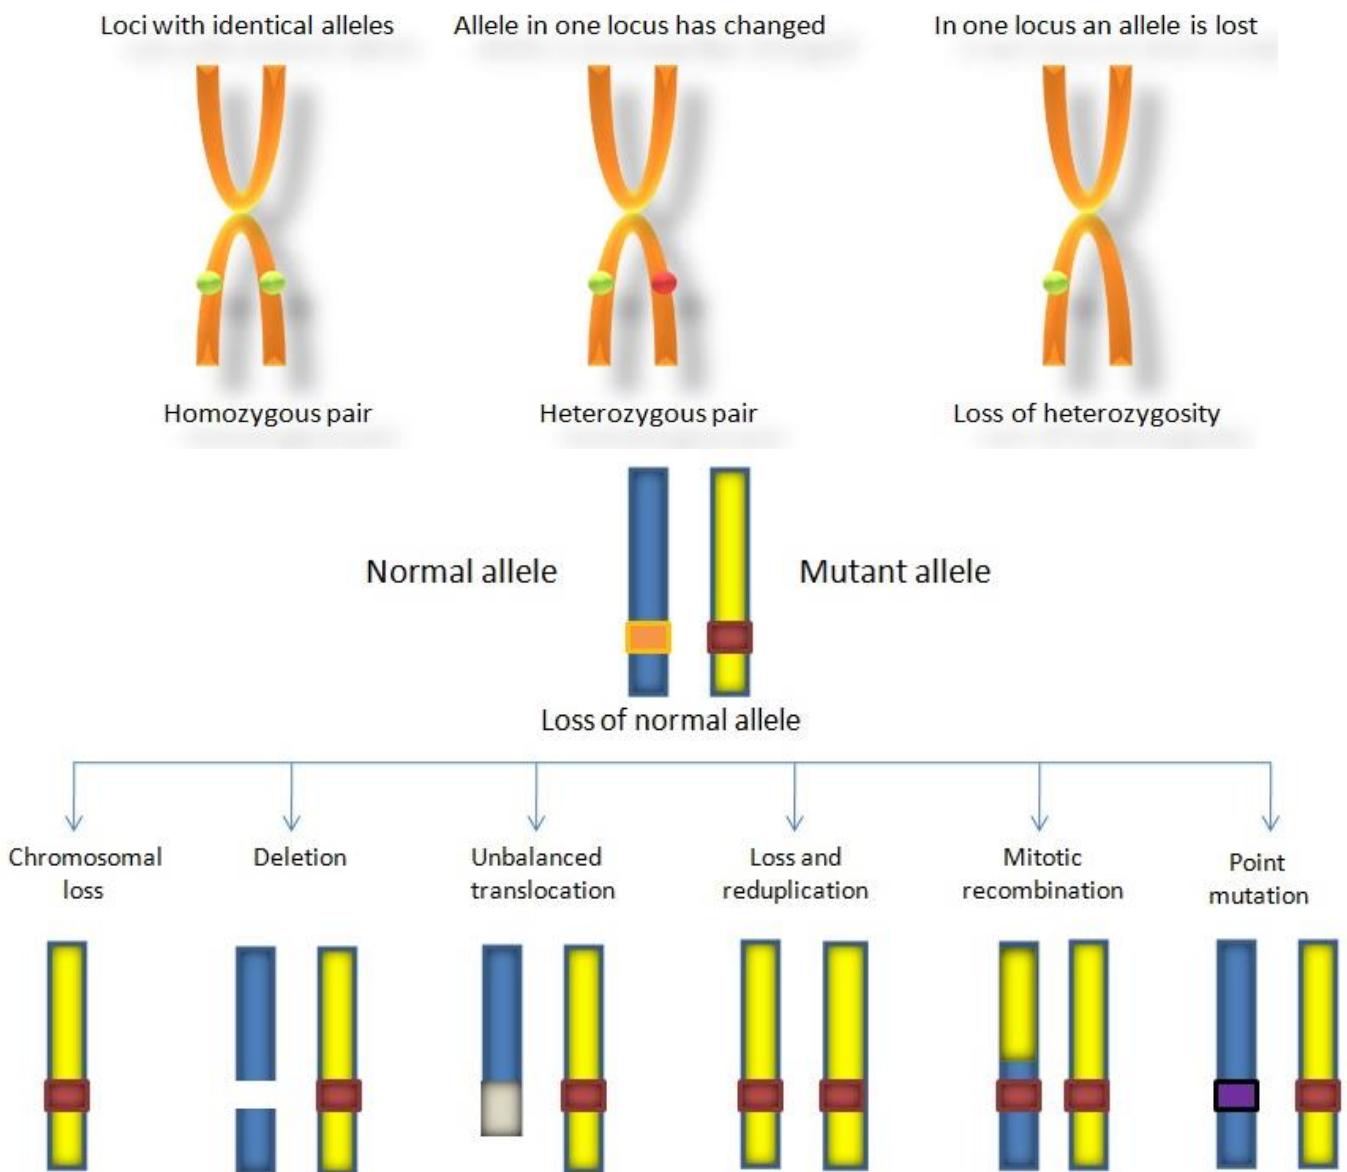 Loci with identical alleles
Allele in one locus has changed
In one locus an allele is lost
Homozygous pair
Heterozygous pair
Loss of heterozygosity
Normal allele
Mutant allele
Loss of normal allele
Chromosomal
loss
Deletion
Unbalanced
translocation
Loss and
reduplication
Mitotic
recombination
Point
mutation